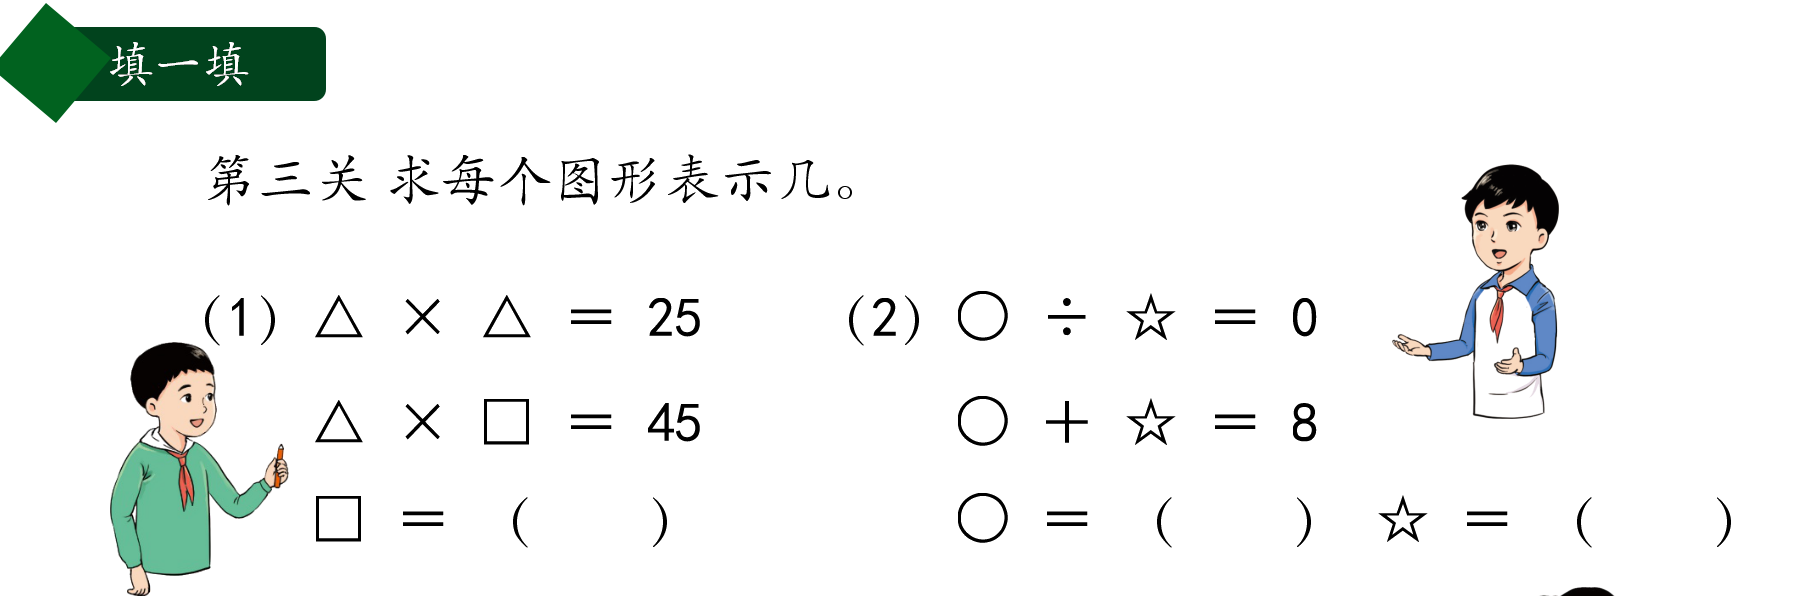 填一填
第三关 求每个图形表示几。
(1) △ × △ = 25
△ × □ = 45
□ = (    )
(2) ○ ÷ ☆ = 0
○ + ☆ = 8
○ = (    ) ☆ = (    )